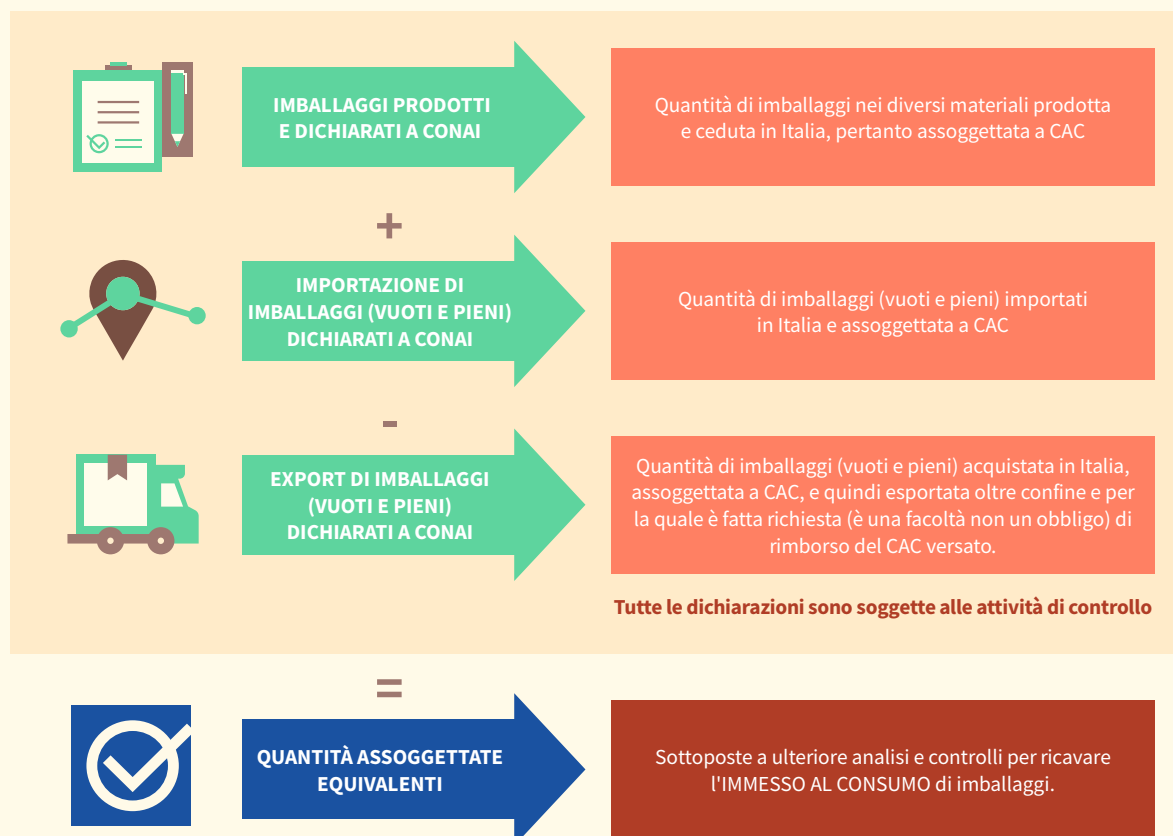 IMBALLAGGI PRODOTTI
E DICHIARATI A CONAI
Quantità di imballaggi nei diversi materiali prodotta
e ceduta in Italia, pertanto assoggettata a CAC
+
IMPORTAZIONE DI
IMBALLAGGI (VUOTI E PIENI)
DICHIARATI A CONAI
Quantità di imballaggi (vuoti e pieni) importati
in Italia e assoggettata a CAC
-
EXPORT DI IMBALLAGGI
(VUOTI E PIENI)
DICHIARATI A CONAI
Quantità di imballaggi (vuoti e pieni) acquistata in Italia,
assoggettata a CAC, e quindi esportata oltre confine e per
la quale è fatta richiesta (è una facoltà non un obbligo) di
rimborso del CAC versato.
Tutte le dichiarazioni sono soggette alle attività di controllo
=
QUANTITÀ ASSOGGETTATE
EQUIVALENTI
Sottoposte a ulteriore analisi e controlli per ricavare
l'IMMESSO AL CONSUMO di imballaggi.